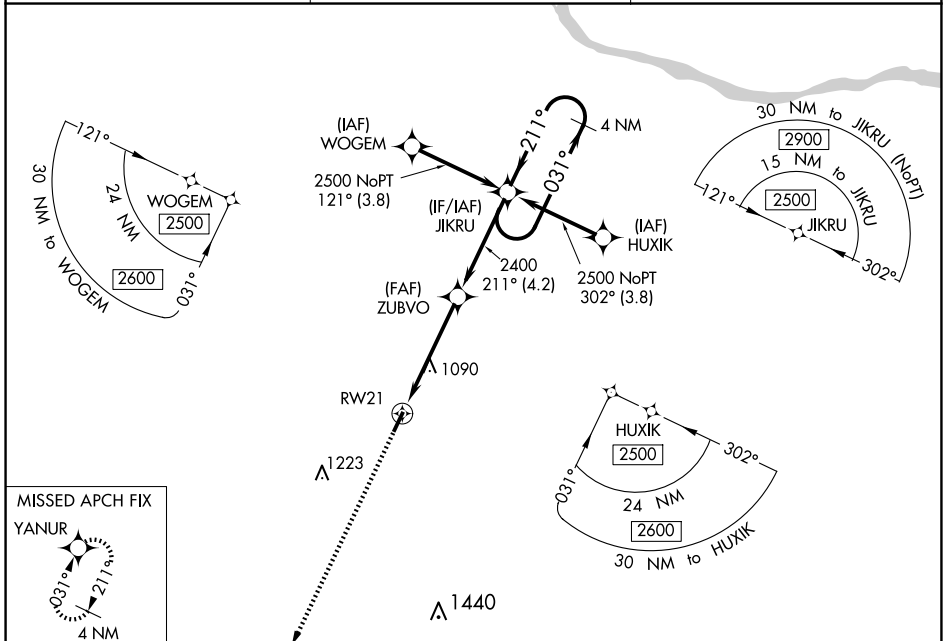 121°
WOGEM
2500
24 NM
2600
30 NM to WOGEM
031°
(IAF)
WOGEM
2500 NoPT
121° (3.8)
211°
031°
4 NM
(IF/IAF)
JIKRU
(IAF)
HUXIK
2500 NoPT
302° (3.8)
2400
211° (4.2)
(FAF)
ZUBVO
1090
RW21
1223
1440
30 NM to JIKRU (NoPT)
2900
15 NM to JIKRU
2500
121°
JIKRU
302°
HUXIK
2500
302°
031°
24 NM
2600
30 NM to HUXIK
MISSED APCH FIX
YANUR
031°
211°
4 NM